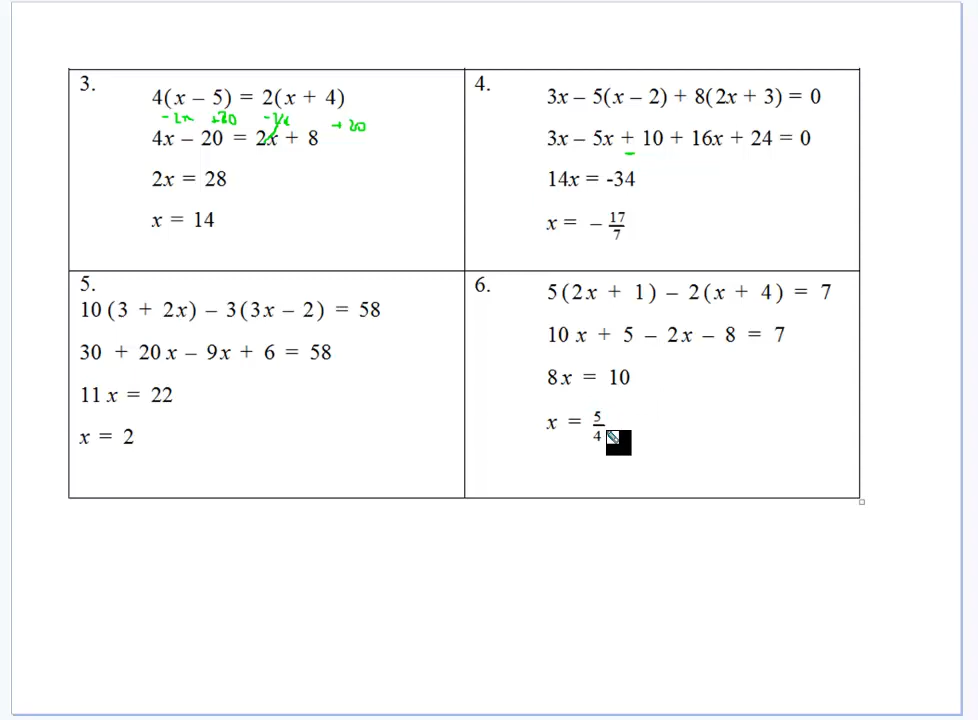 3.
4(x – 5) = 2(x + 4)
-2x +20 -2x +20
4x – 20 = 2x + 8
2x = 28
x = 14
4.
3x – 5(x – 2) + 8(2x + 3) = 0
3x – 5x + 10 + 16x + 24 = 0
14x = -34
x = – 17/7
5.
10(3 + 2x) – 3(3x – 2) = 58
30 + 20x – 9x + 6 = 58
11x = 22
x = 2
6.
5(2x + 1) – 2(x + 4) = 7
10x + 5 – 2x – 8 = 7
8x = 10
x = 5/4